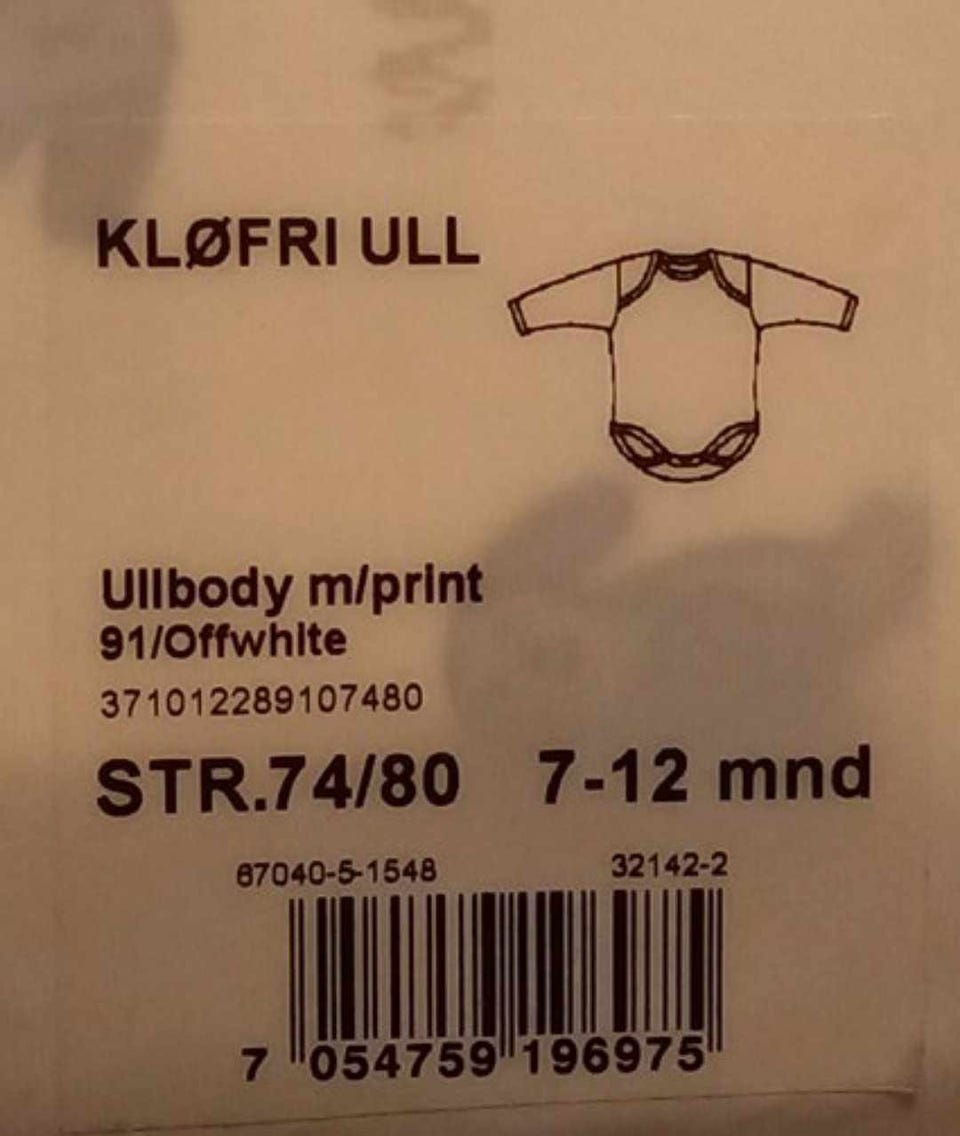 KLØFRI ULL
Ullbody m/print
91/Offwhite
371012289107480
STR.74/80 7-12 mnd
67040-5-1548 32142-2
7 054759 196975